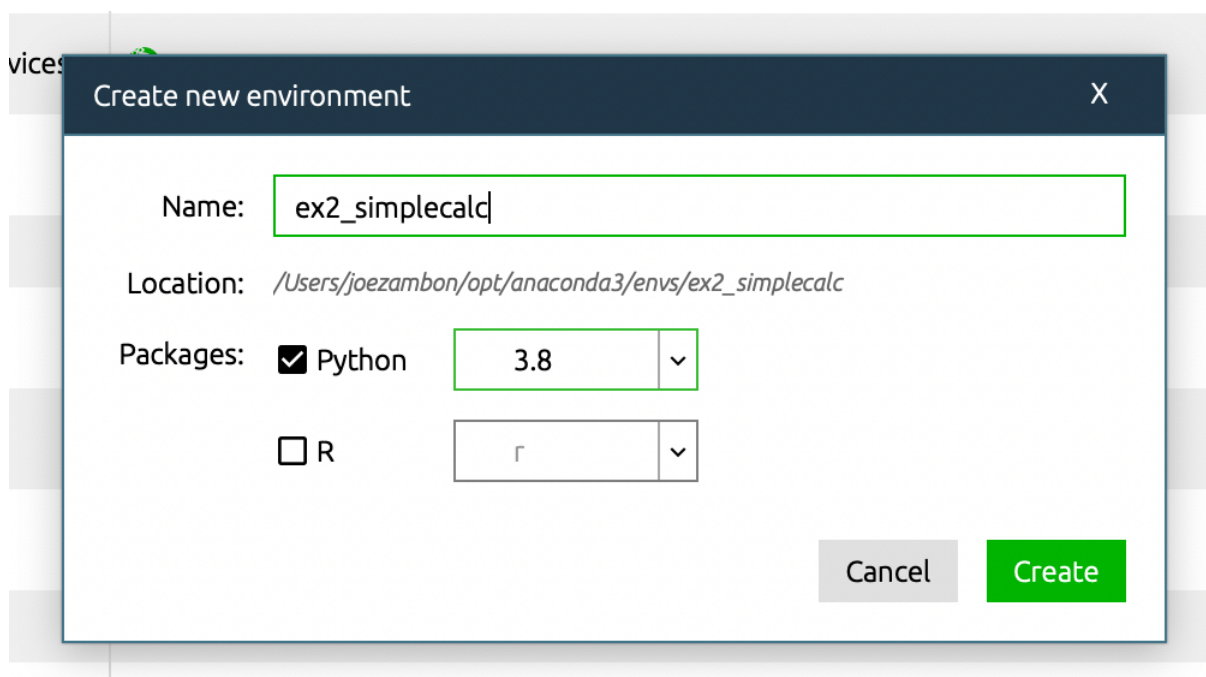 vices
Create new environment X
Name: ex2_simplecalc
Location: /Users/joezambon/opt/anaconda3/envs/ex2_simplecalc
Packages: Python 3.8
R r
Cancel Create